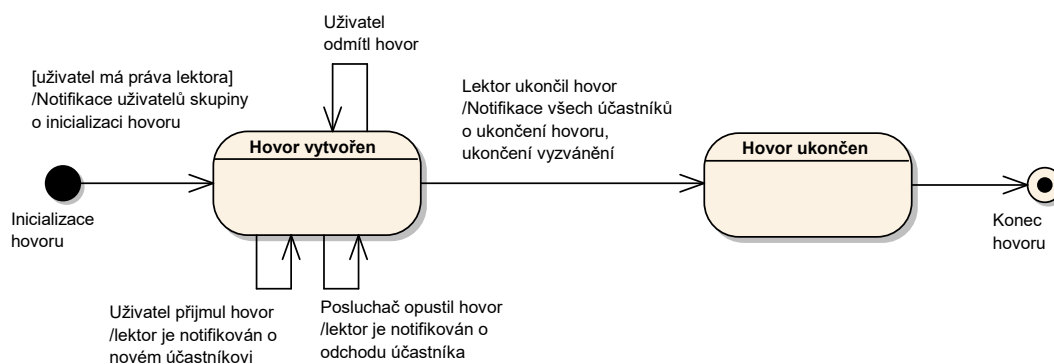 Uživatel
odmítl hovor
[uživatel má práva lektora]
/Notifikace uživatelů skupiny
o inicializaci hovoru
Lektor ukončil hovor
/Notifikace všech účastníků
o ukončení hovoru,
ukončení vyzvánění
Hovor vytvořen
Hovor ukončen
Inicializace
hovoru
Konec
hovoru
Uživatel přijmul hovor
/lektor je notifikován o
novém účastníkovi
Posluchač opustil hovor
/lektor je notifikován o
odchodu účastníka